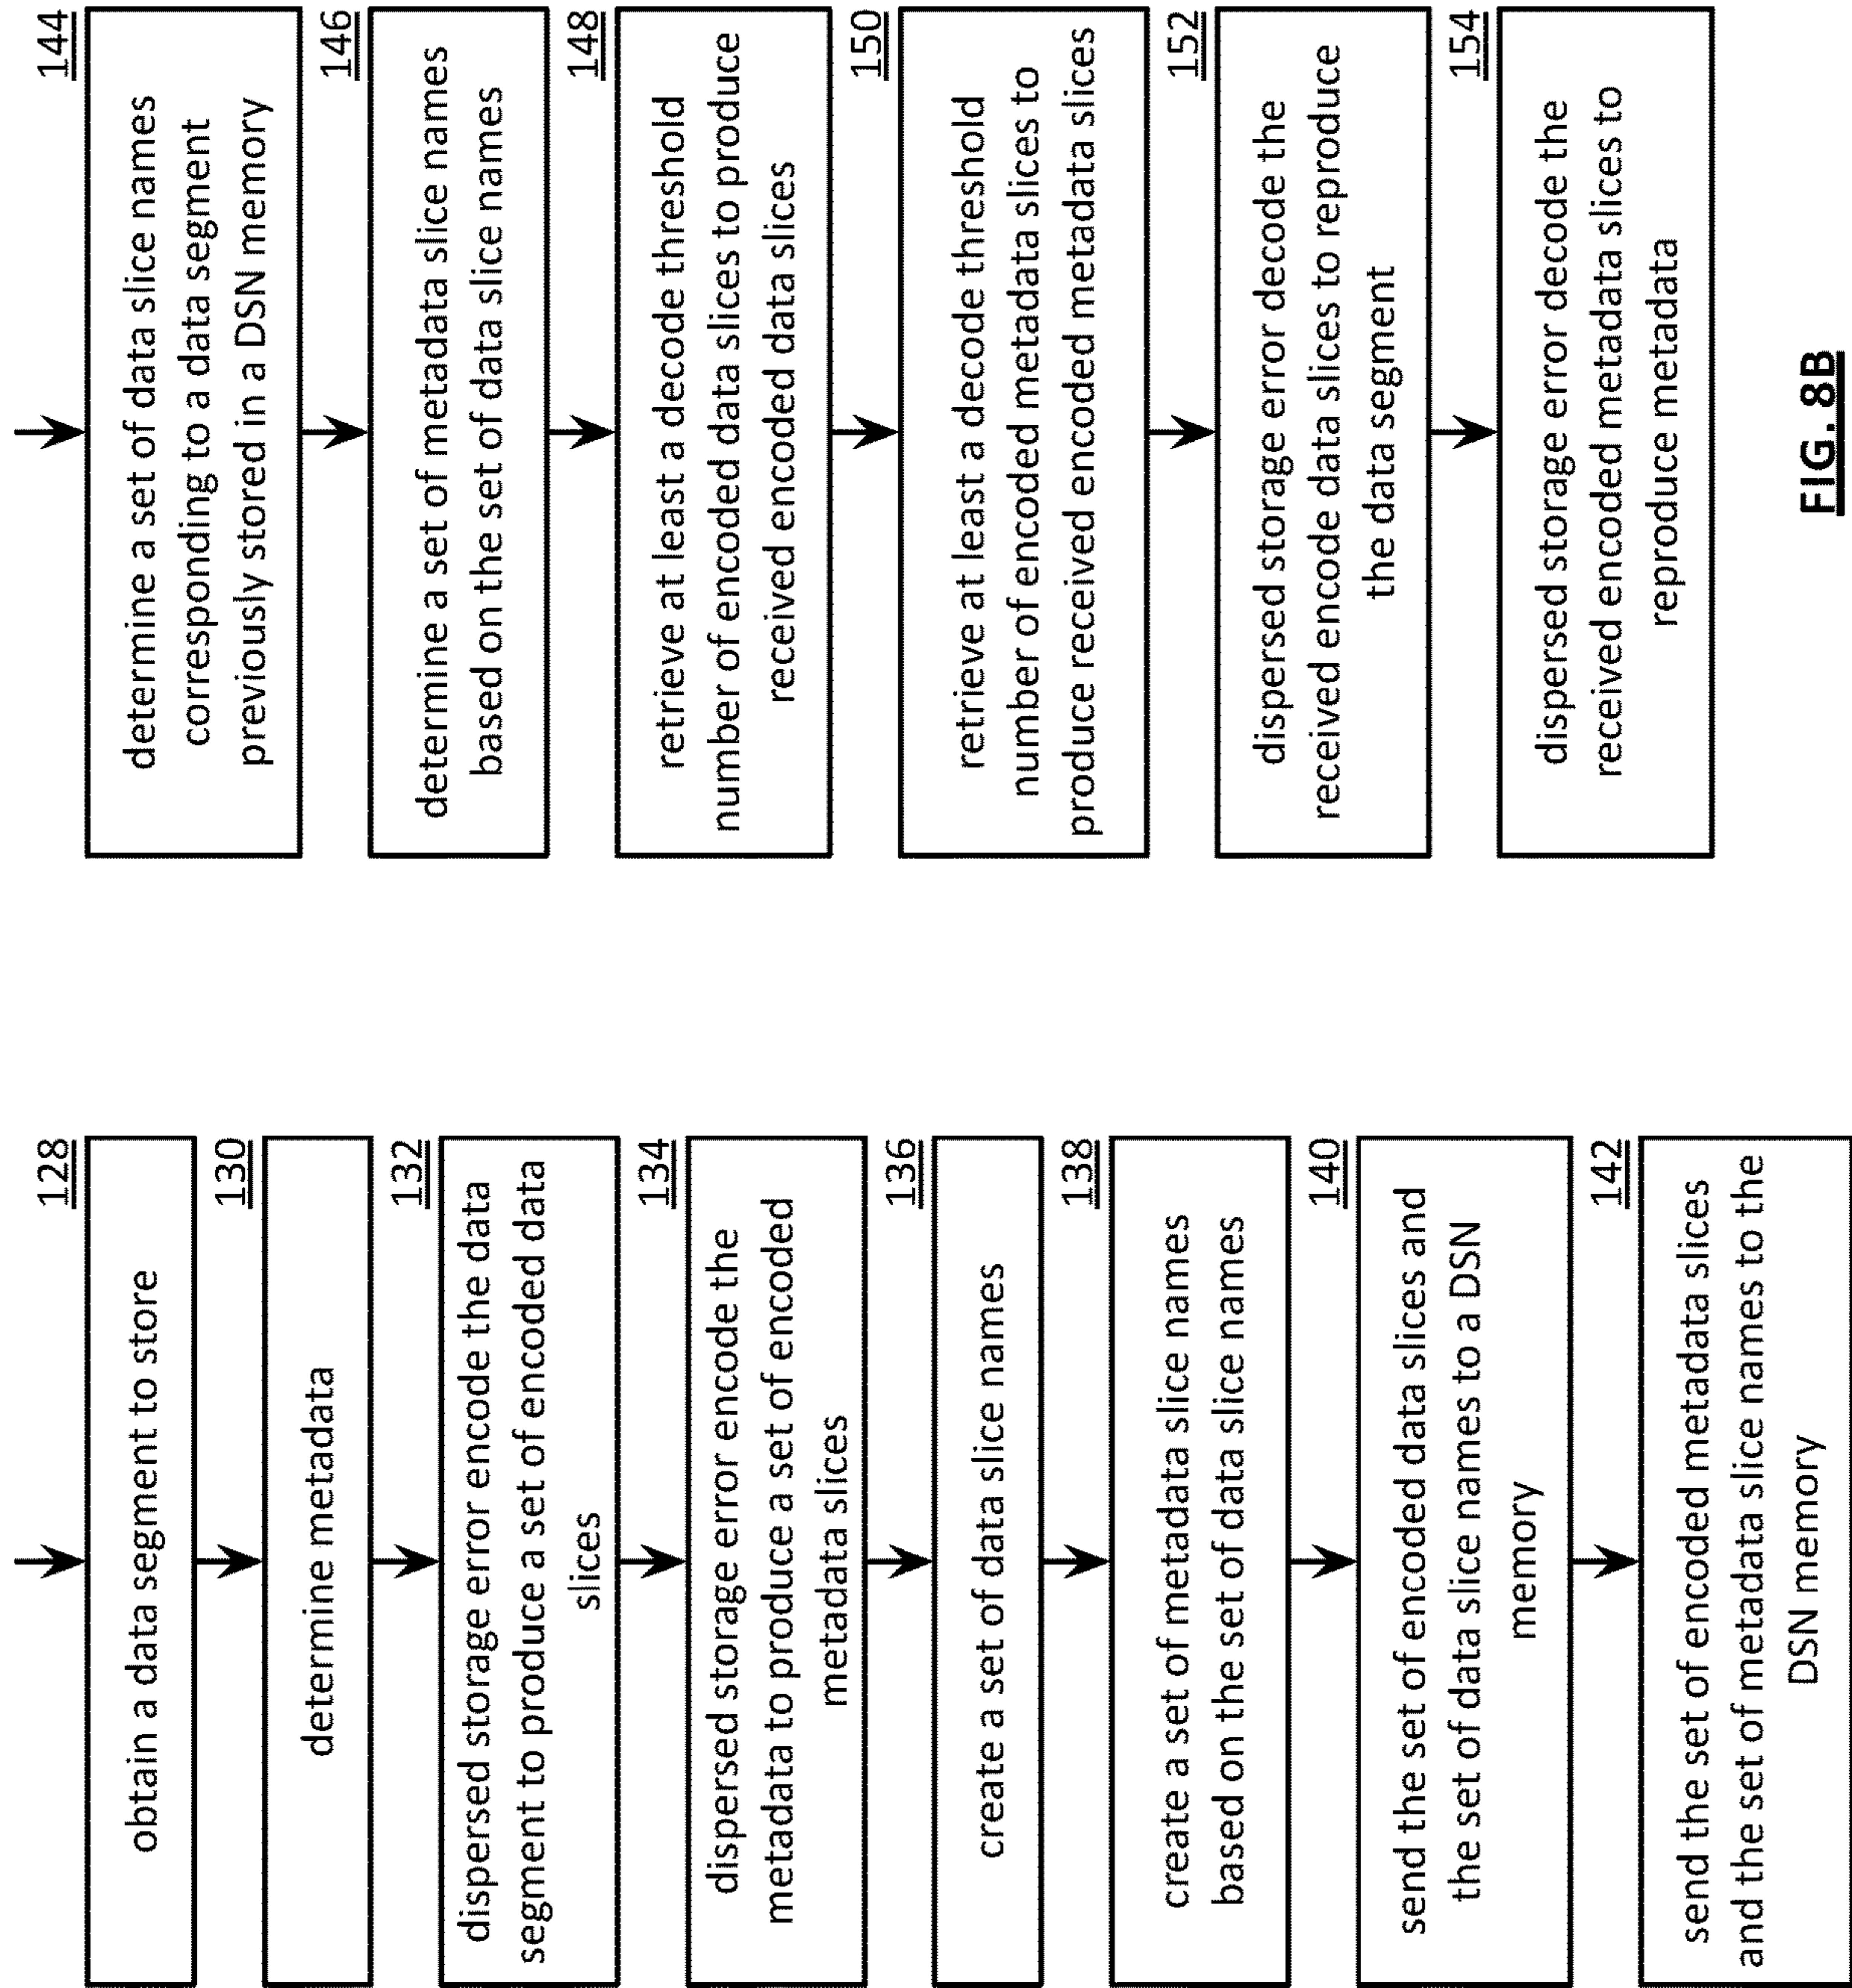 128
obtain a data segment to store
130
determine metadata
132
dispersed storage error encode the data
segment to produce a set of encoded data
slices
134
dispersed storage error encode the
metadata to produce a set of encoded
metadata slices
136
create a set of data slice names
138
create a set of metadata slice names
based on the set of data slice names
140
send the set of encoded data slices and
the set of data slice names to a DSN
memory
142
send the set of encoded metadata slices
and the set of metadata slice names to the
DSN memory
144
determine a set of data slice names
corresponding to a data segment
previously stored in a DSN memory
146
determine a set of metadata slice names
based on the set of data slice names
148
retrieve at least a decode threshold
number of encoded data slices to produce
received encoded data slices
150
retrieve at least a decode threshold
number of encoded metadata slices to
produce received encoded metadata slices
152
dispersed storage error decode the
received encode data slices to reproduce
the data segment
154
dispersed storage error decode the
received encoded metadata slices to
reproduce metadata
FIG. 8B